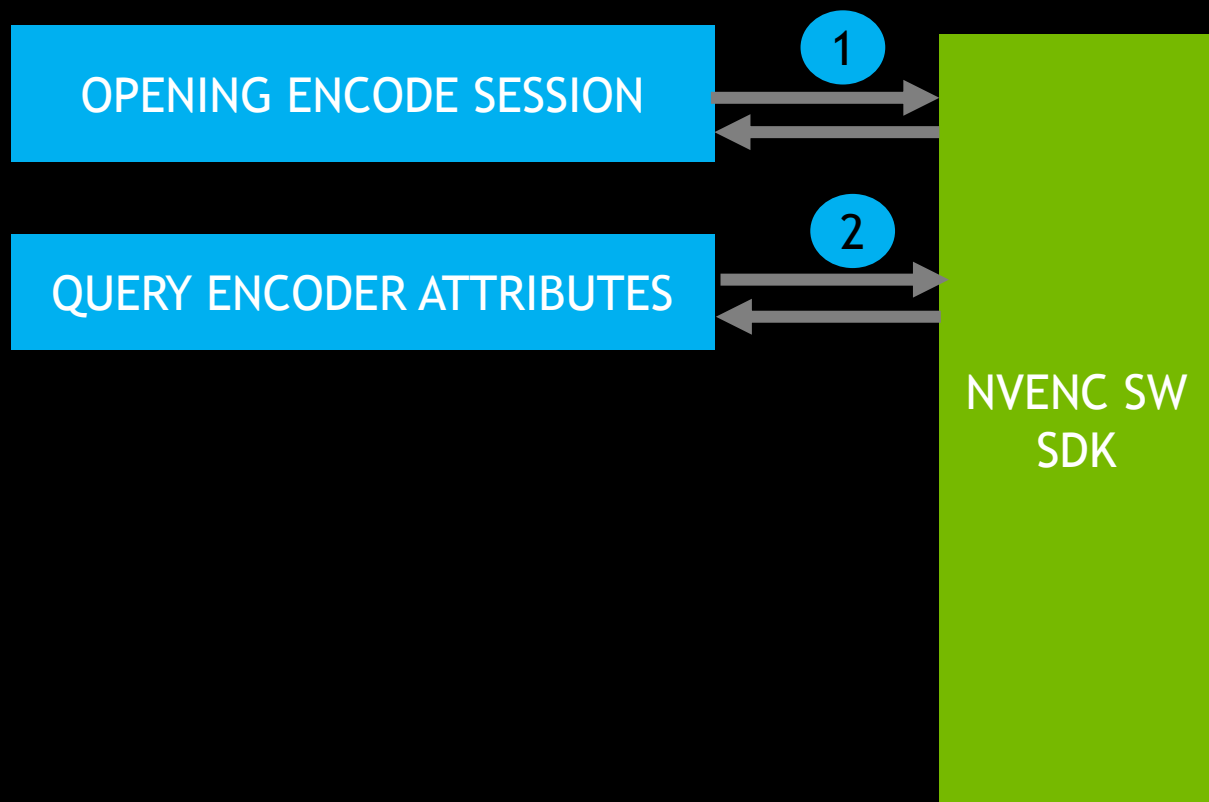 1
OPENING ENCODE SESSION
2
QUERY ENCODER ATTRIBUTES
NVENC SW
SDK